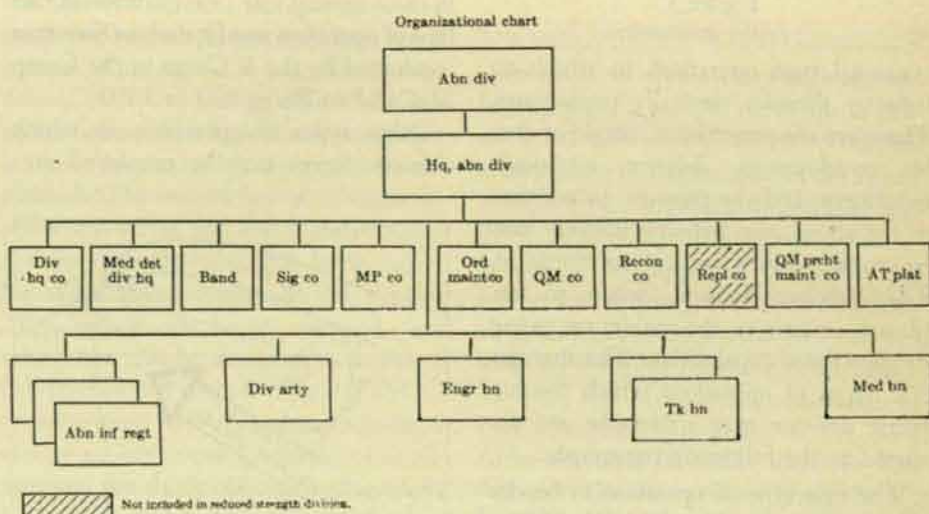 Organizational chart
Abn div
Hq, abn div
Div
hq co
Med det
div hq
Band
Sig co
MP co
Ord
maint co
QM co
Recon
co
Repl co
QM prcht
maint co
AT plat
Abn inf regt
Div arty
Engr bn
Tk bn
Med bn
Not included in reduced strength division.